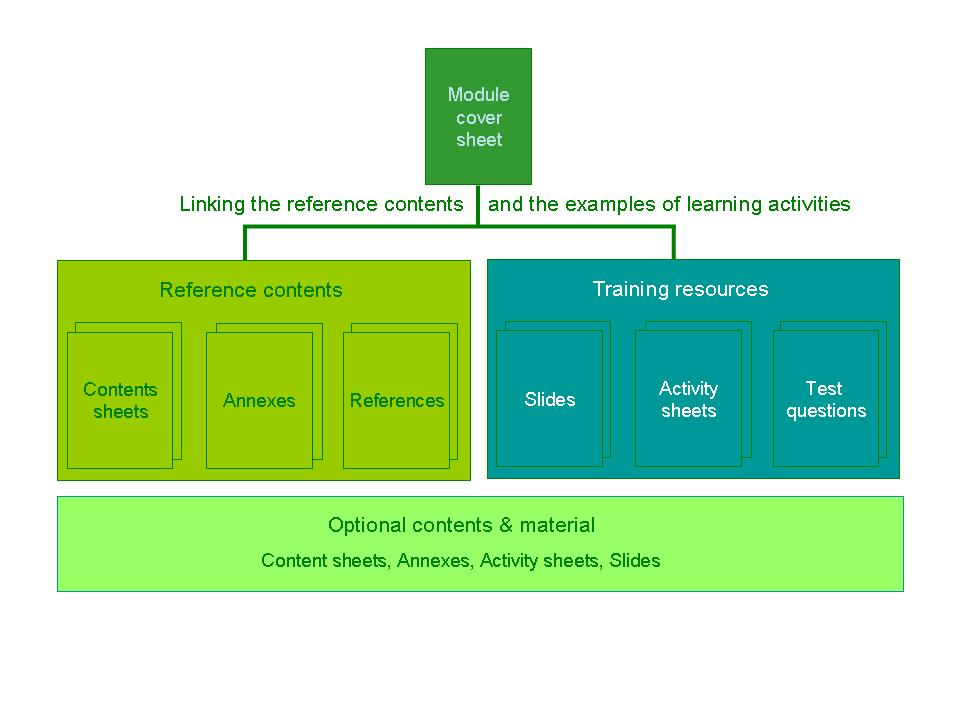 Module
cover
sheet
Linking the reference contents
and the examples of learning activities
Reference contents
Contents
sheets
Annexes
References
Training resources
Slides
Activity
sheets
Test
questions
Optional contents & material
Content sheets, Annexes, Activity sheets, Slides